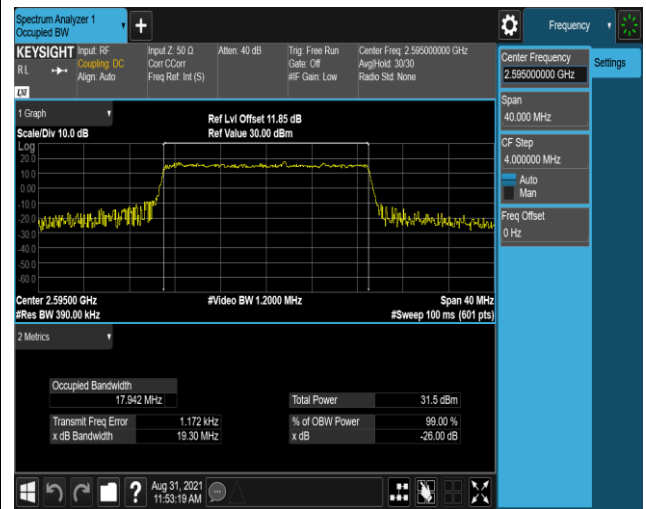 Spectrum Analyzer 1
Occupied BW
Frequency
KEYSIGHT
RL
LXI
Input: RF
Coupling: DC
Align: Auto
Input Z: 50 Ω
Corr CCorr
Freq Ref: Int (S)
Atten: 40 dB
Trig: Free Run
Gate: Off
#IF Gain: Low
Center Freq: 2.595000000 GHz
Avg|Hold: 30/30
Radio Std: None
1 Graph
Scale/Div 10.0 dB
Ref Lvl Offset 11.85 dB
Ref Value 30.00 dBm
Log
20.0
10.0
0.00
-10.0
-20.0
-30.0
-40.0
-50.0
-60.0
Center 2.59500 GHz
#Res BW 390.00 kHz
#Video BW 1.2000 MHz
Span 40 MHz
#Sweep 100 ms (601 pts)
2 Metrics
Occupied Bandwidth
17.942 MHz
Total Power 31.5 dBm
Transmit Freq Error 1.172 kHz
% of OBW Power 99.00 %
x dB Bandwidth 19.30 MHz
x dB -26.00 dB
Aug 31, 2021
11:53:19 AM
Center Frequency
2.595000000 GHz
Settings
Span
40.000 MHz
CF Step
4.000000 MHz
Auto
Man
Freq Offset
0 Hz